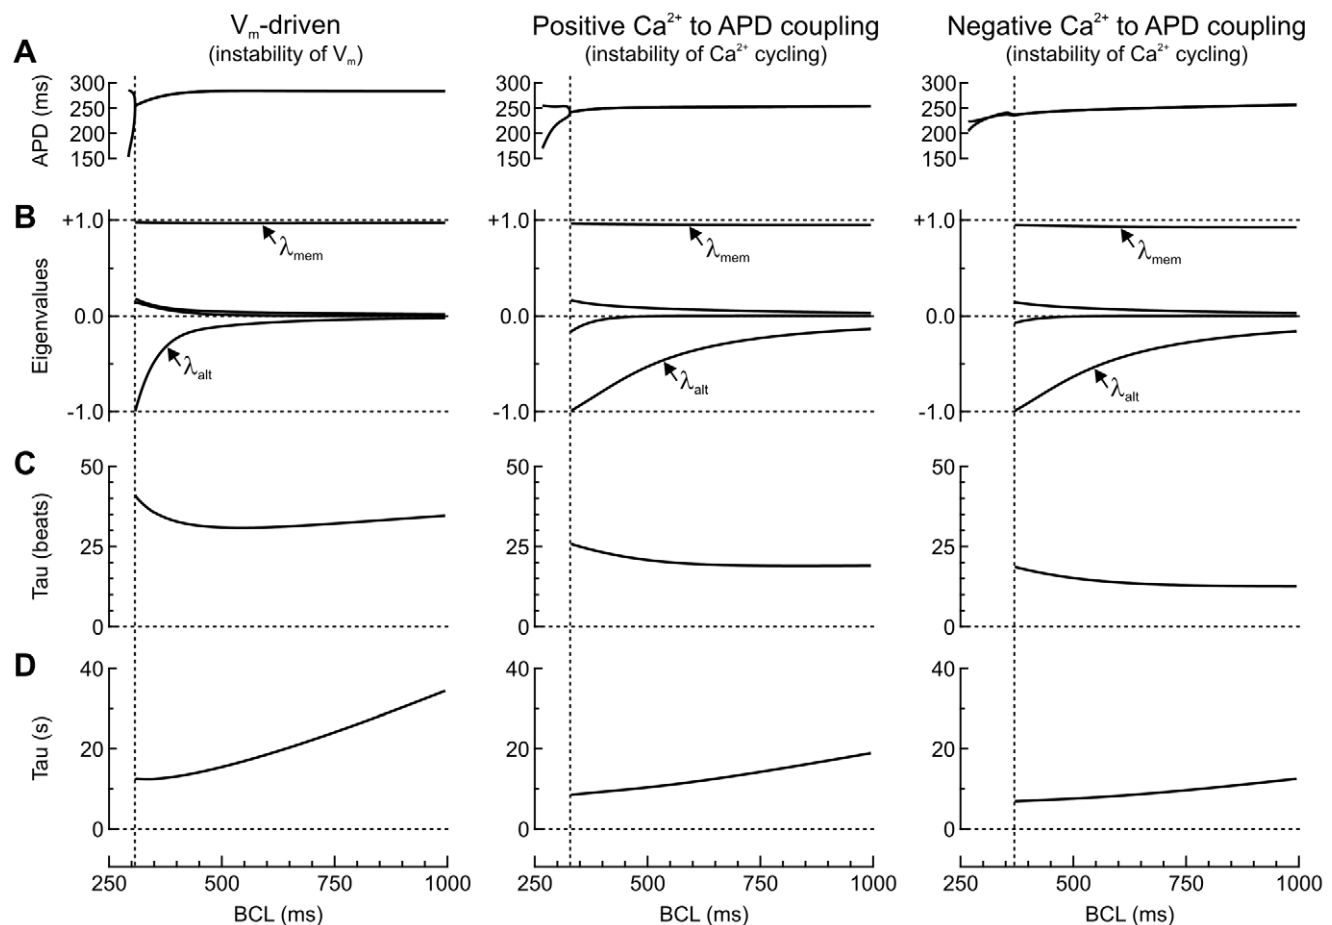 Vm-driven
(instability of Vm)
Positive Ca2+ to APD coupling
(instability of Ca2+ cycling)
Negative Ca2+ to APD coupling
(instability of Ca2+ cycling)
A
APD (ms)
300
250
200
150
300
250
200
150
300
250
200
150
B
Eigenvalues
+1.0
0.0
-1.0
λmem
λalt
+1.0
0.0
-1.0
λmem
λalt
+1.0
0.0
-1.0
λmem
λalt
C
Tau (beats)
50
25
0
50
25
0
50
25
0
D
Tau (s)
40
20
0
40
20
0
40
20
0
250 500 750 1000
BCL (ms)
250 500 750 1000
BCL (ms)
250 500 750 1000
BCL (ms)